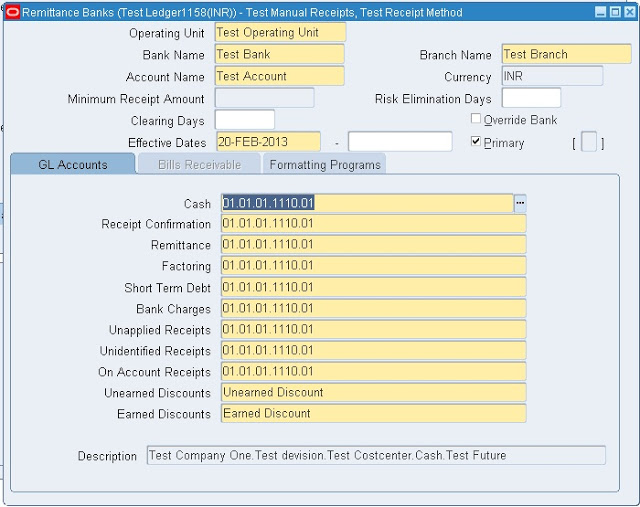 Remittance Banks (Test Ledger1158(INR)) - Test Manual Receipts, Test Receipt Method
Operating Unit Test Operating Unit
Bank Name Test Bank Branch Name Test Branch
Account Name Test Account Currency INR
Minimum Receipt Amount Risk Elimination Days
Clearing Days Override Bank
Effective Dates 20-FEB-2013 - Primary [ ]
GL Accounts Bills Receivable Formatting Programs
Cash 01.01.01.1110.01 ...
Receipt Confirmation 01.01.01.1110.01
Remittance 01.01.01.1110.01
Factoring 01.01.01.1110.01
Short Term Debt 01.01.01.1110.01
Bank Charges 01.01.01.1110.01
Unapplied Receipts 01.01.01.1110.01
Unidentified Receipts 01.01.01.1110.01
On Account Receipts 01.01.01.1110.01
Unearned Discounts Unearned Discount
Earned Discounts Earned Discount
Description Test Company One.Test devision.Test Costcenter.Cash.Test Future